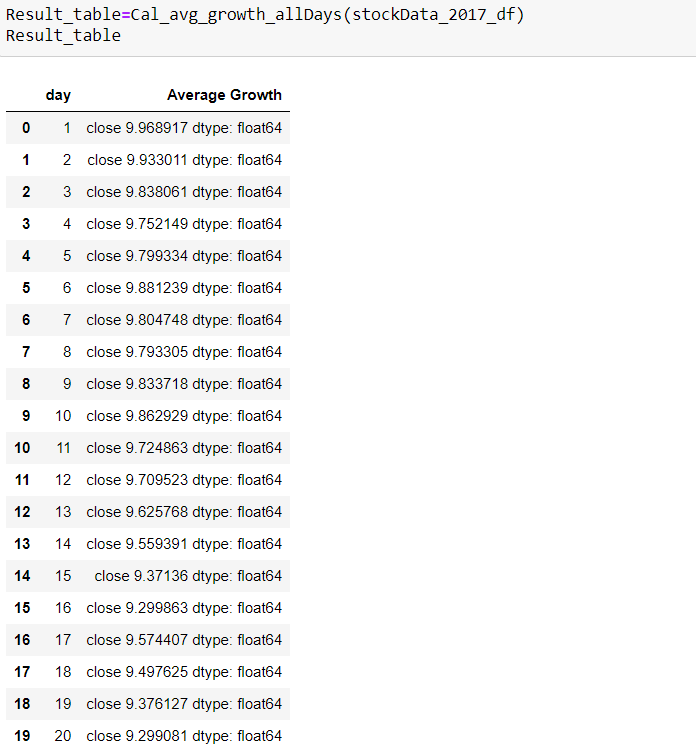 Result_table=Cal_avg_growth_allDays(stockData_2017_df)
Result_table
day Average Growth
0 1 close 9.968917 dtype: float64
1 2 close 9.933011 dtype: float64
2 3 close 9.838061 dtype: float64
3 4 close 9.752149 dtype: float64
4 5 close 9.799334 dtype: float64
5 6 close 9.881239 dtype: float64
6 7 close 9.804748 dtype: float64
7 8 close 9.793305 dtype: float64
8 9 close 9.833718 dtype: float64
9 10 close 9.862929 dtype: float64
10 11 close 9.724863 dtype: float64
11 12 close 9.709523 dtype: float64
12 13 close 9.625768 dtype: float64
13 14 close 9.559391 dtype: float64
14 15 close 9.37136 dtype: float64
15 16 close 9.299863 dtype: float64
16 17 close 9.574407 dtype: float64
17 18 close 9.497625 dtype: float64
18 19 close 9.376127 dtype: float64
19 20 close 9.299081 dtype: float64